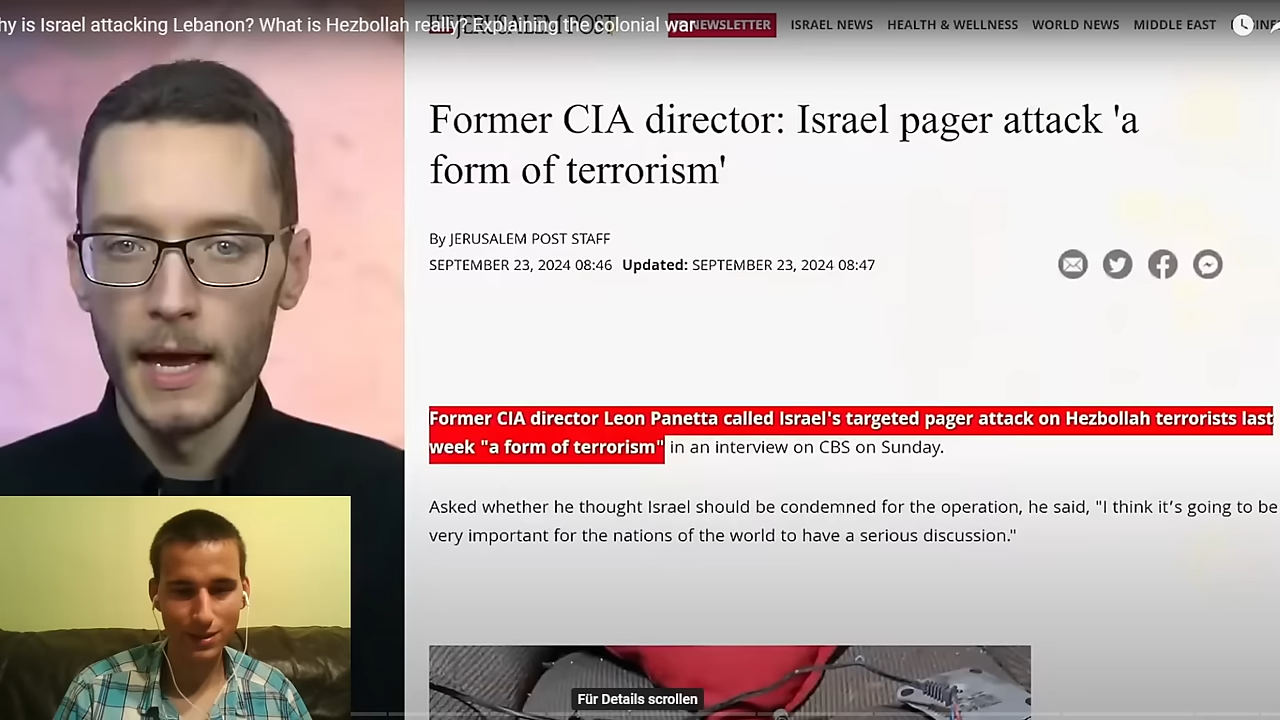 hy is Israel attacking Lebanon? What is Hezbollah really? Explaining the colonial war
JERUSALEM POST
NEWSLETTER ISRAEL NEWS HEALTH & WELLNESS WORLD NEWS MIDDLE EAST
Former CIA director: Israel pager attack 'a
form of terrorism'
By JERUSALEM POST STAFF
SEPTEMBER 23, 2024 08:46 Updated: SEPTEMBER 23, 2024 08:47
Former CIA director Leon Panetta called Israel's targeted pager attack on Hezbollah terrorists last
week "a form of terrorism" in an interview on CBS on Sunday.
Asked whether he thought Israel should be condemned for the operation, he said, "I think it's going to be
very important for the nations of the world to have a serious discussion."
Für Details scrollen